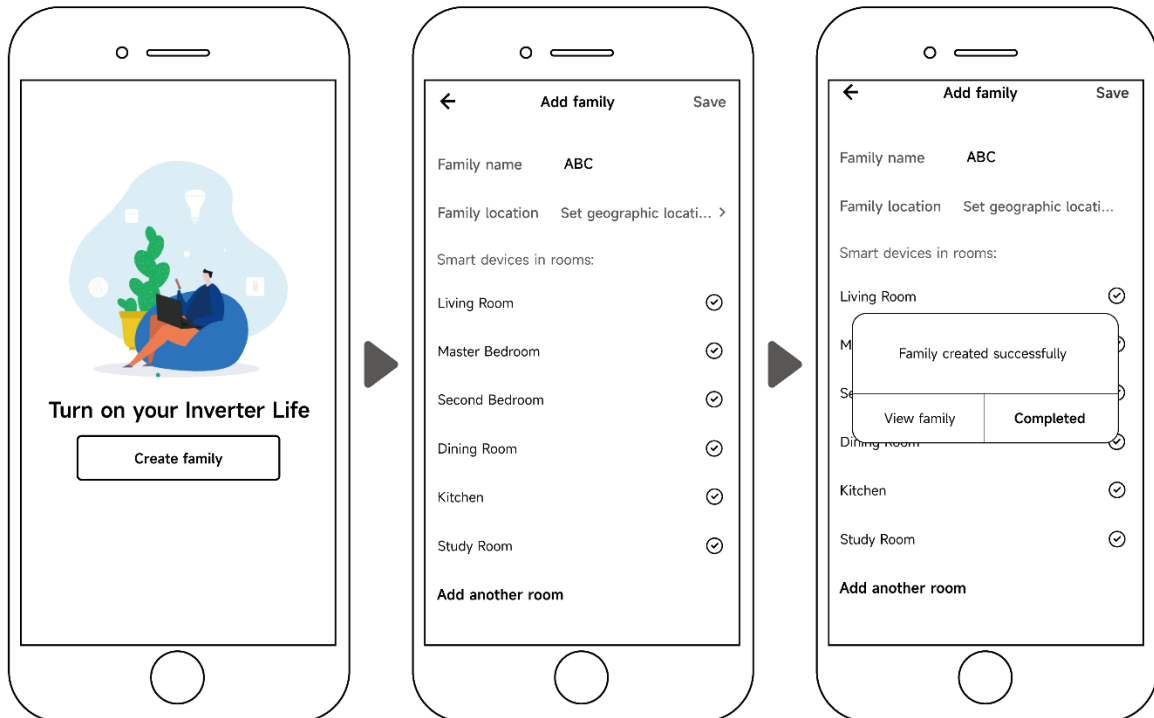 Turn on your Inverter Life
Create family
Add family Save
Family name ABC
Family location Set geographic locati...
Smart devices in rooms:
Living Room
Master Bedroom
Second Bedroom
Dining Room
Kitchen
Study Room
Add another room
Add family Save
Family name ABC
Family location Set geographic locati...
Smart devices in rooms:
Living Room
M
Family created successfully
Se
View family Completed
Dining Room
Kitchen
Study Room
Add another room